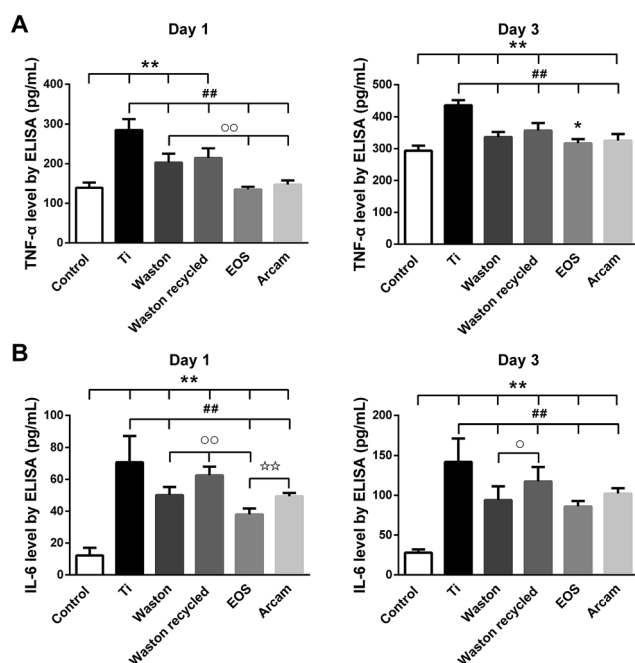 A
Day 1
TNF-α level by ELISA (pg/mL)
400
300
200
100
0
**
##
○○
Control
Ti
Waston
Waston recycled
EOS
Arcam
Day 3
TNF-α level by ELISA (pg/mL)
500
400
300
200
100
0
**
##
*
Control
Ti
Waston
Waston recycled
EOS
Arcam
B
Day 1
IL-6 level by ELISA (pg/mL)
100
80
60
40
20
0
**
##
○○
☆☆
Control
Ti
Waston
Waston recycled
EOS
Arcam
Day 3
IL-6 level by ELISA (pg/mL)
200
150
100
50
0
**
##
○
Control
Ti
Waston
Waston recycled
EOS
Arcam